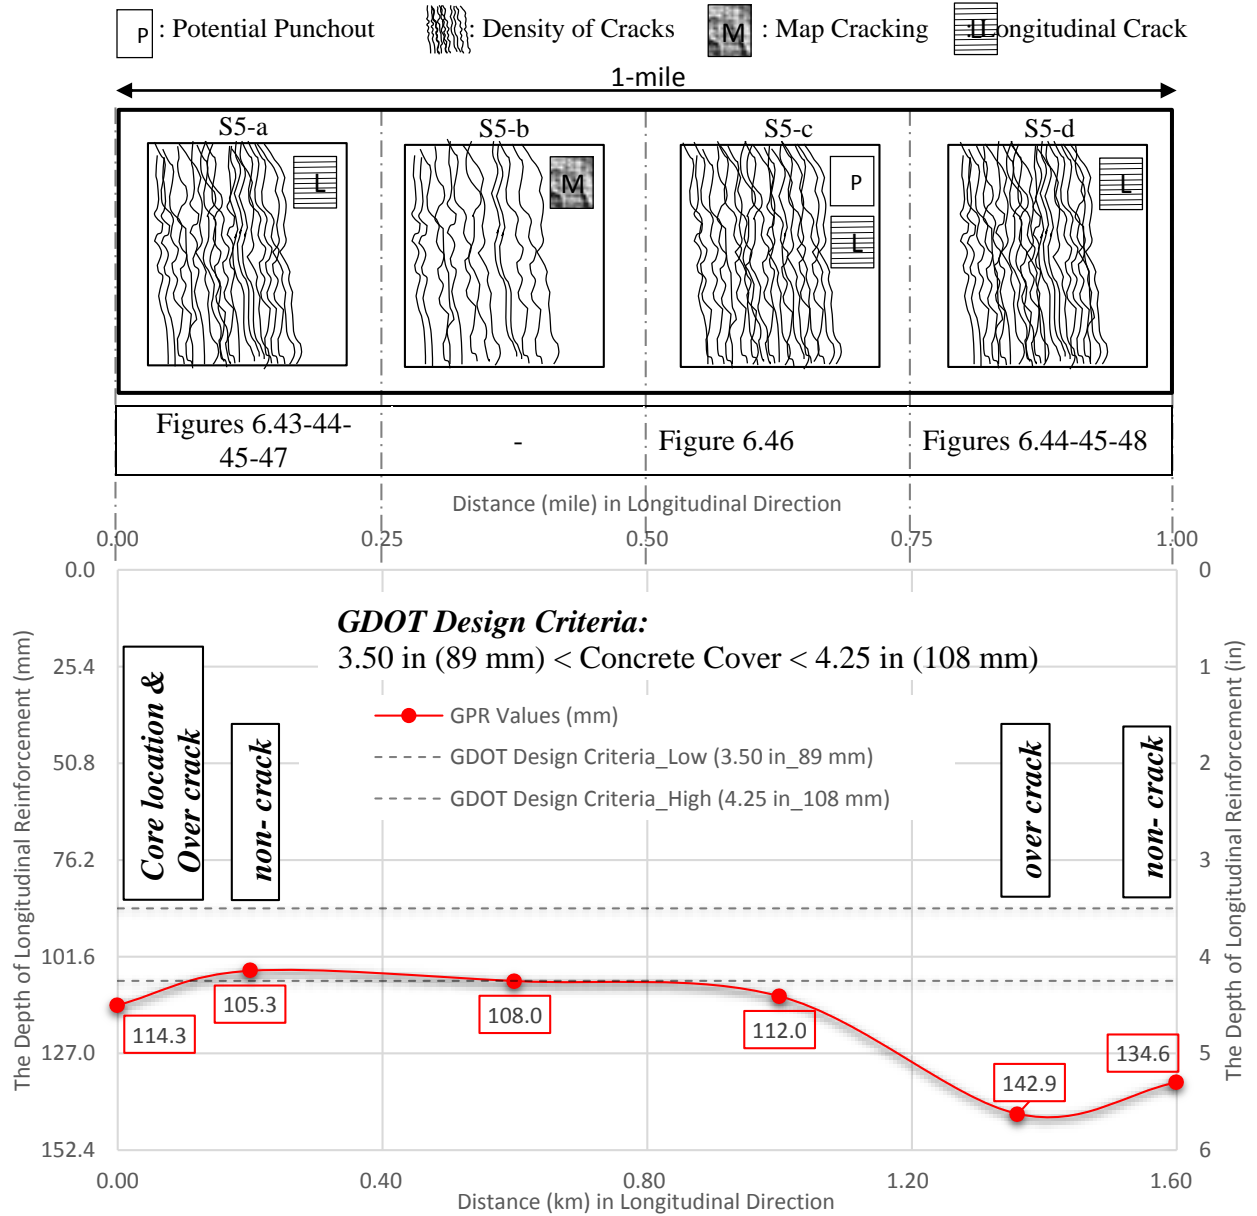 P : Potential Punchout
: Density of Cracks
M : Map Cracking
L : Longitudinal Crack
1-mile
S5-a
S5-b
S5-c
S5-d
L
M
P
L
L
Figures 6.43-44-
45-47
-
Figure 6.46
Figures 6.44-45-48
Distance (mile) in Longitudinal Direction
0.00 0.25 0.50 0.75 1.00
The Depth of Longitudinal Reinforcement (mm)
0.0
25.4
50.8
76.2
101.6
127.0
152.4
GDOT Design Criteria:
3.50 in (89 mm) < Concrete Cover < 4.25 in (108 mm)
GPR Values (mm)
GDOT Design Criteria_Low (3.50 in_89 mm)
GDOT Design Criteria_High (4.25 in_108 mm)
Core location &
Over crack
non- crack
over crack
non- crack
114.3
105.3
108.0
112.0
142.9
134.6
0
1
2
3
4
5
6
The Depth of Longitudinal Reinforcement (in)
0.00 0.40 0.80 1.20 1.60
Distance (km) in Longitudinal Direction